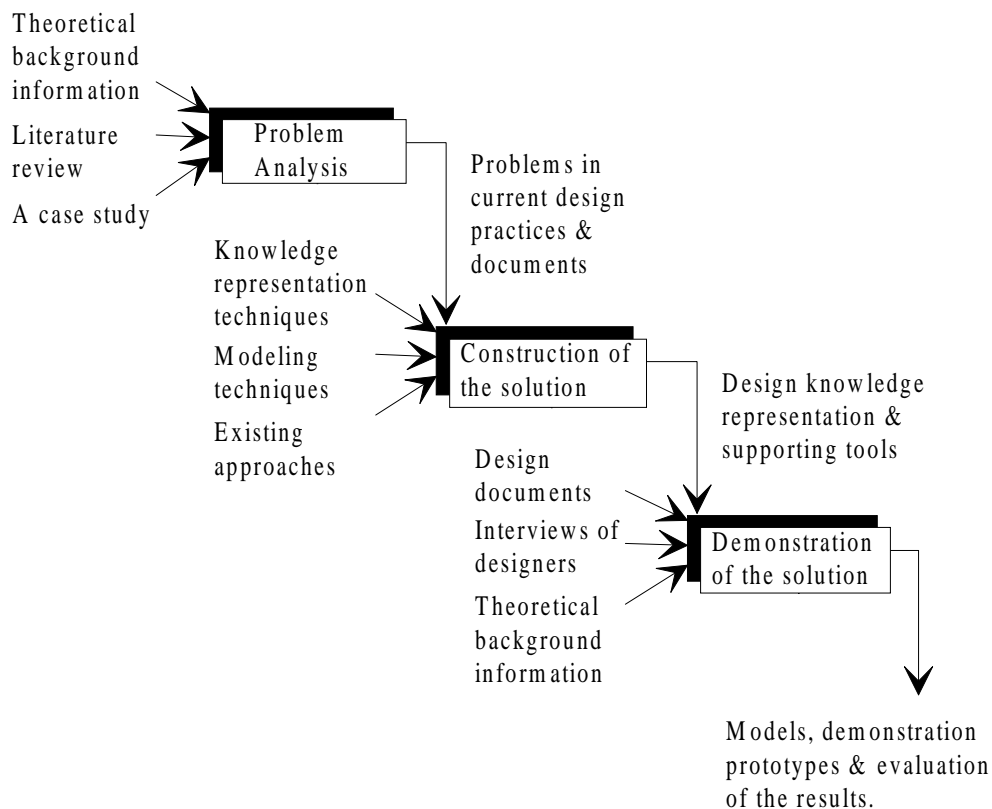 Theoretical
background
information
Literature
review
A case study
Problem
Analysis
Problems in
current design
practices &
documents
Knowledge
representation
techniques
Modeling
techniques
Existing
approaches
Construction of
the solution
Design knowledge
representation &
supporting tools
Design
documents
Interviews of
designers
Theoretical
background
information
Demonstration
of the solution
Models, demonstration
prototypes & evaluation
of the results.